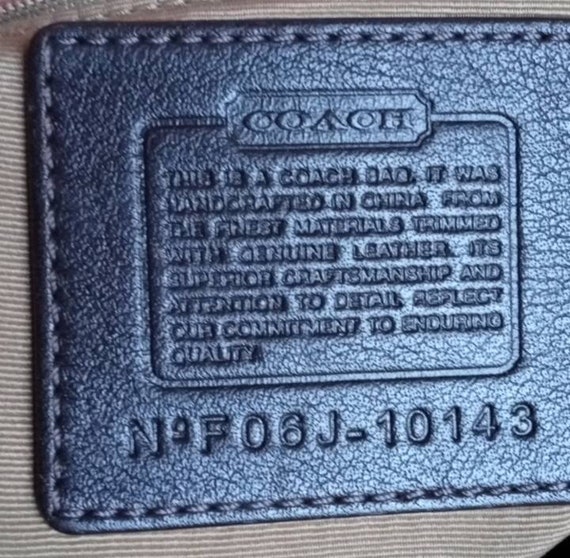 COACH
THIS IS A COACH BAG. IT WAS
HANDCRAFTED IN CHINA FROM
THE FINEST MATERIALS TRIMMED
WITH GENUINE LEATHER. ITS
SUPERIOR CRAFTSMANSHIP AND
ATTENTION TO DETAIL REFLECT
OUR COMMITMENT TO ENDURING
QUALITY.
Nº F06J-10143